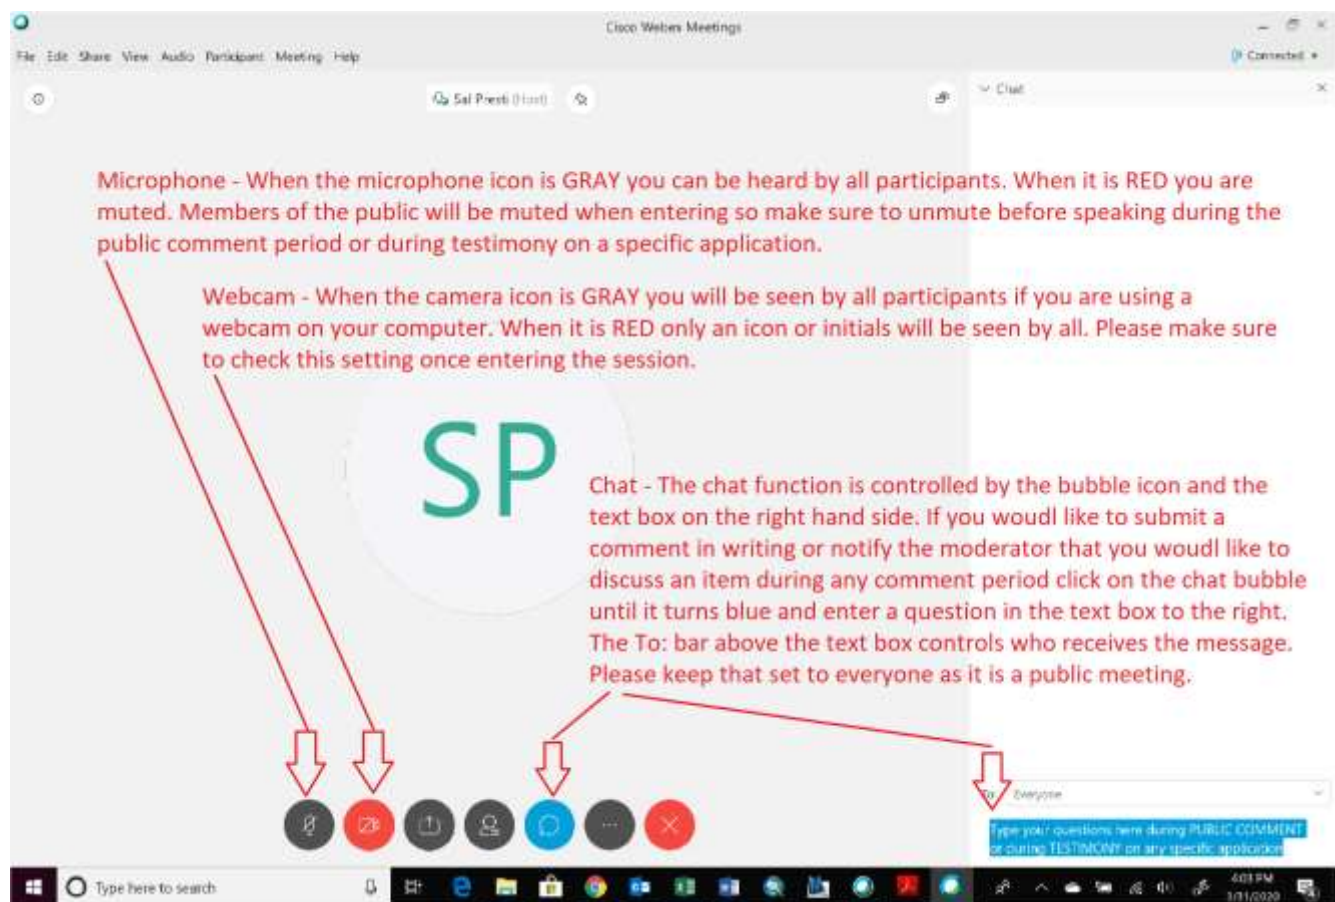 Cisco Webex Meetings
File Edit Share View Audio Participant Meeting Help
Connected
Sal Presti (Host)
Chat
Microphone - When the microphone icon is GRAY you can be heard by all participants. When it is RED you are
muted. Members of the public will be muted when entering so make sure to unmute before speaking during the
public comment period or during testimony on a specific application.
Webcam - When the camera icon is GRAY you will be seen by all participants if you are using a
webcam on your computer. When it is RED only an icon or initials will be seen by all. Please make sure
to check this setting once entering the session.
SP
Chat - The chat function is controlled by the bubble icon and the
text box on the right hand side. If you woudl like to submit a
comment in writing or notify the moderator that you woudl like to
discuss an item during any comment period click on the chat bubble
until it turns blue and enter a question in the text box to the right.
The To: bar above the text box controls who receives the message.
Please keep that set to everyone as it is a public meeting.
To: Everyone
Type your questions here during PUBLIC COMMENT
or during TESTIMONY on any specific application
Type here to search
4:03 PM
3/31/2020